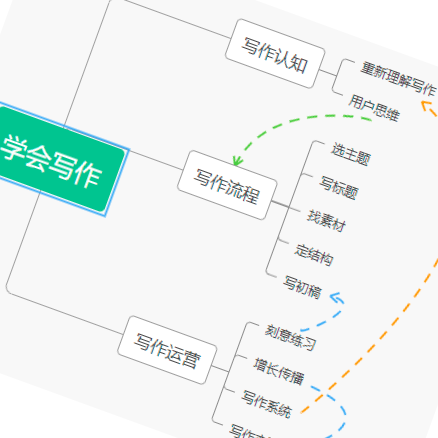 学会写作
写作认知
重新理解写作
用户思维
写作流程
选主题
写标题
找素材
定结构
写初稿
写作运营
刻意练习
增长传播
写作系统